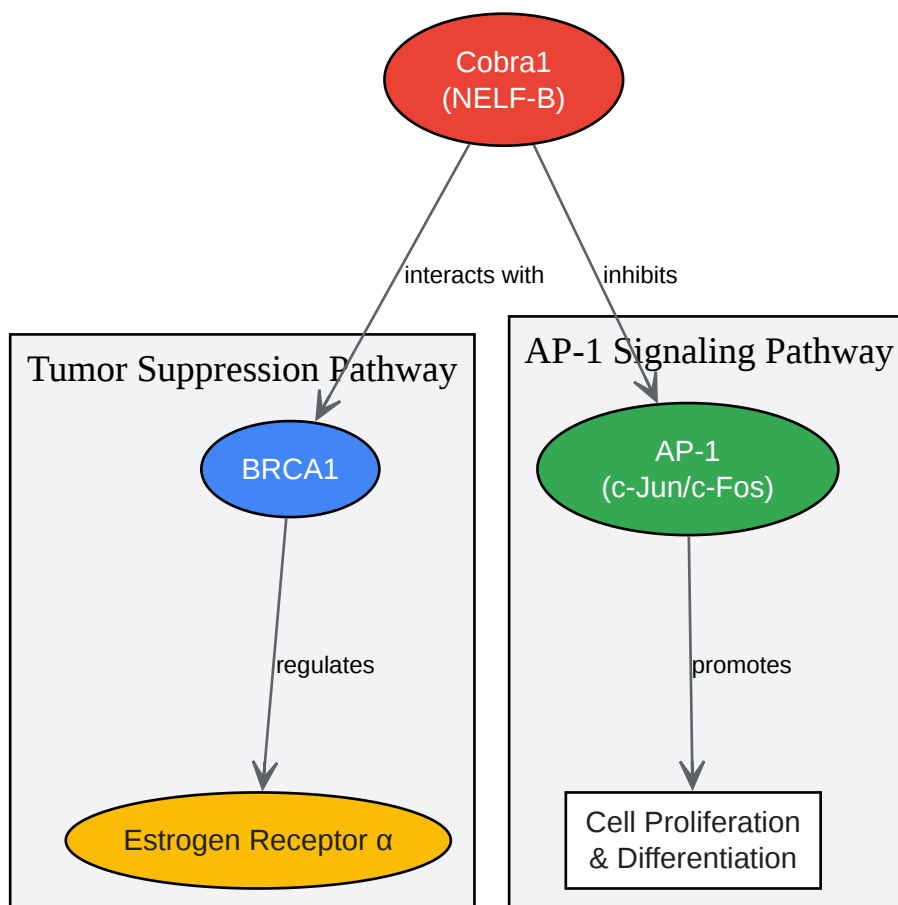 Cobra1
(NELF-B)
interacts with
inhibits
Tumor Suppression Pathway
AP-1 Signaling Pathway
BRCA1
AP-1
(c-Jun/c-Fos)
regulates
promotes
Estrogen Receptor α
Cell Proliferation
& Differentiation